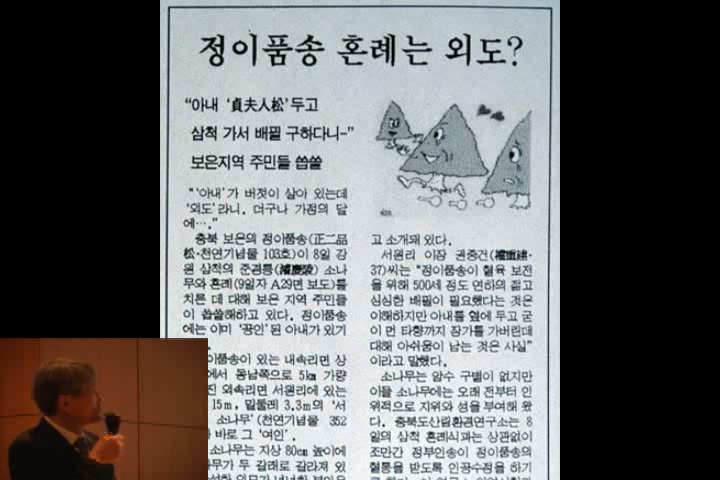 정이품송 혼례는 외도?
“아내 ‘貞夫人松’두고
삼척 가서 배필 구하다니-”
보은지역 주민들 씁쓸
“‘아내’가 버젓이 살아 있는데
‘외도’라니. 더구나 가정의 달
에….”
충북 보은의 정이품송(正二品
松·천연기념물 103호)이 8일 강
원 삼척의 준경릉(濬慶陵) 소나
무와 혼례(9일자 A29면 보도)를
치른 데 대해 보은 지역 주민들
이 씁쓸해하고 있다. 정이품송
에는 이미 ‘공인’된 아내가 있기
이품송이 있는 내속리면 상
에서 동남쪽으로 5㎞ 가량
진 외속리면 서원리에 있는
15m, 밑둘레 3.3m의 ‘서
소나무’(천연기념물 352
바로 그 ‘여인’.
소나무는 지상 80㎝ 높이에
무가 두 갈래로 갈라져 있
고 소개돼 있다.
서원리 이장 권중건(權重建·
37)씨는 “정이품송이 혈육 보전
을 위해 500세 정도 연하의 젊고
싱싱한 배필이 필요했다는 것은
이해하지만 아내를 옆에 두고 굳
이 먼 타향까지 장가를 가버린데
대해 아쉬움이 남는 것은 사실”
이라고 말했다.
소나무는 암수 구별이 없지만
이들 소나무에는 오래 전부터 인
위적으로 지위와 성을 부여해 왔
다. 충북도산림환경연구소는 8
일의 삼척 혼례식과는 상관없이
조만간 정부인송이 정이품송의
혈통을 받도록 인공수정을 하기